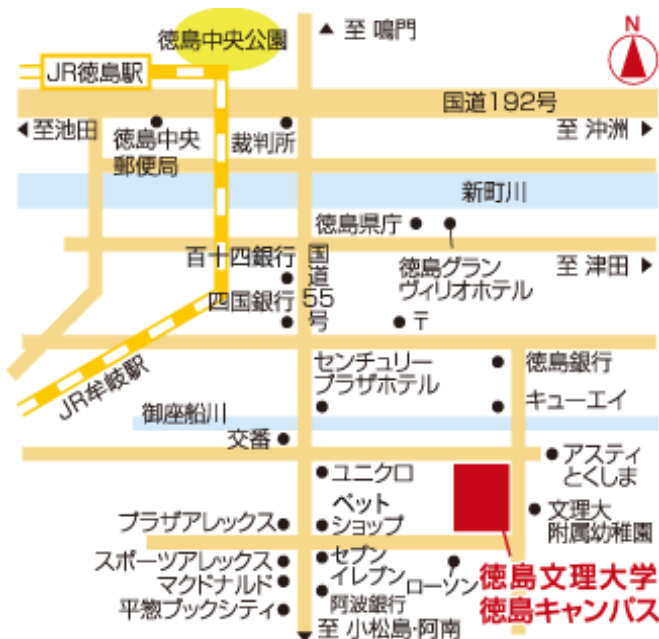 徳島中央公園
至 鳴門
N
JR徳島駅
国道192号
至池田
徳島中央
郵便局
裁判所
至 沖洲
新町川
徳島県庁
百十四銀行
国道55号
徳島グラン
ヴィリオホテル
至 津田
四国銀行
〒
JR牟岐駅
センチュリー
プラザホテル
徳島銀行
キューエイ
御座船川
交番
アスティ
とくしま
ユニクロ
ペット
ショップ
文理大
附属幼稚園
プラザアレックス
スポーツアレックス
マクドナルド
平惣ブックシティ
セブン
イレブン
ローソン
阿波銀行
徳島文理大学
徳島キャンパス
至 小松島・阿南